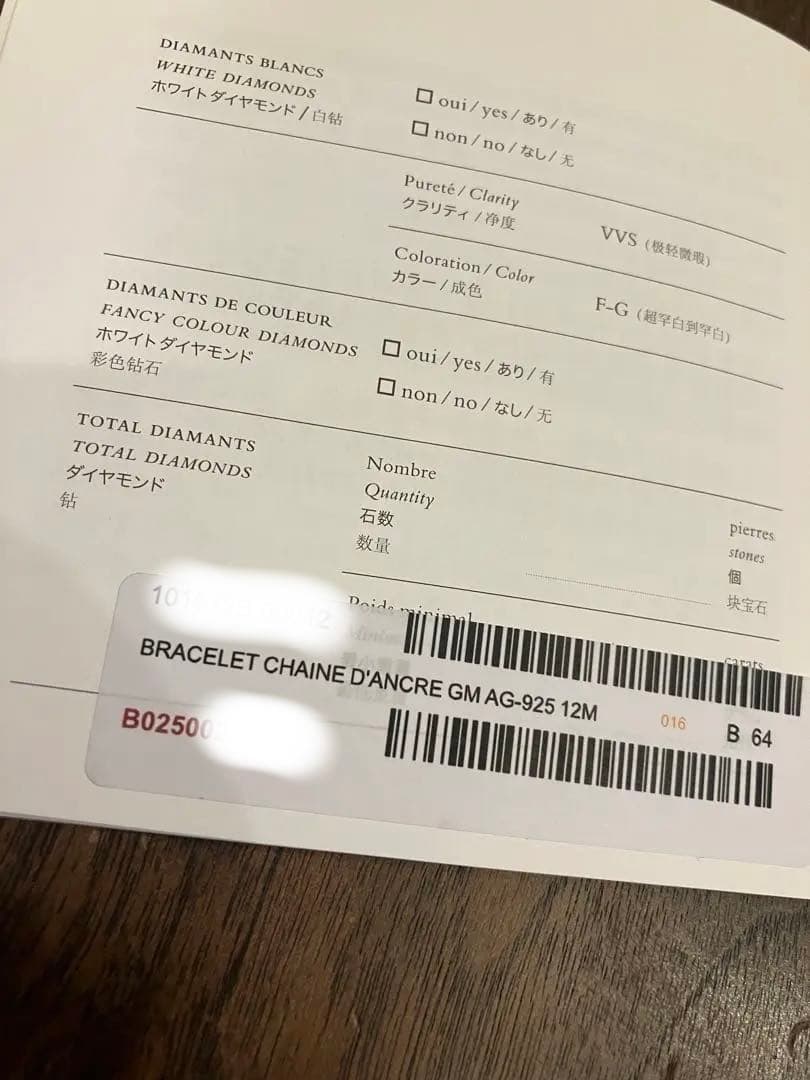 DIAMANTS BLANCS
WHITE DIAMONDS
ホワイトダイヤモンド / 白钻
oui / yes / あり / 有
non / no / なし / 无
Pureté / Clarity
クラリティ / 净度
VVS (极轻微瑕)
Coloration / Color
カラー / 成色
F-G (超罕白到罕白)
DIAMANTS DE COULEUR
FANCY COLOUR DIAMONDS
ホワイトダイヤモンド
彩色钻石
oui / yes / あり / 有
non / no / なし / 无
TOTAL DIAMANTS
TOTAL DIAMONDS
ダイヤモンド
钻
Nombre
Quantity
石数
数量
pierres
stones
個
块宝石
Poids minimal
carats
BRACELET CHAINE D'ANCRE GM AG-925 12M
016
B 64
B02500